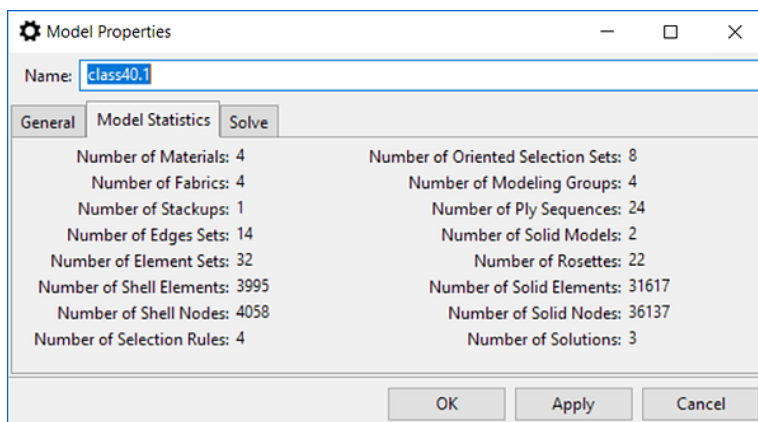 Model Properties
Name: class40.1
General Model Statistics Solve
Number of Materials: 4 Number of Oriented Selection Sets: 8
Number of Fabrics: 4 Number of Modeling Groups: 4
Number of Stackups: 1 Number of Ply Sequences: 24
Number of Edges Sets: 14 Number of Solid Models: 2
Number of Element Sets: 32 Number of Rosettes: 22
Number of Shell Elements: 3995 Number of Solid Elements: 31617
Number of Shell Nodes: 4058 Number of Solid Nodes: 36137
Number of Selection Rules: 4 Number of Solutions: 3
OK Apply Cancel